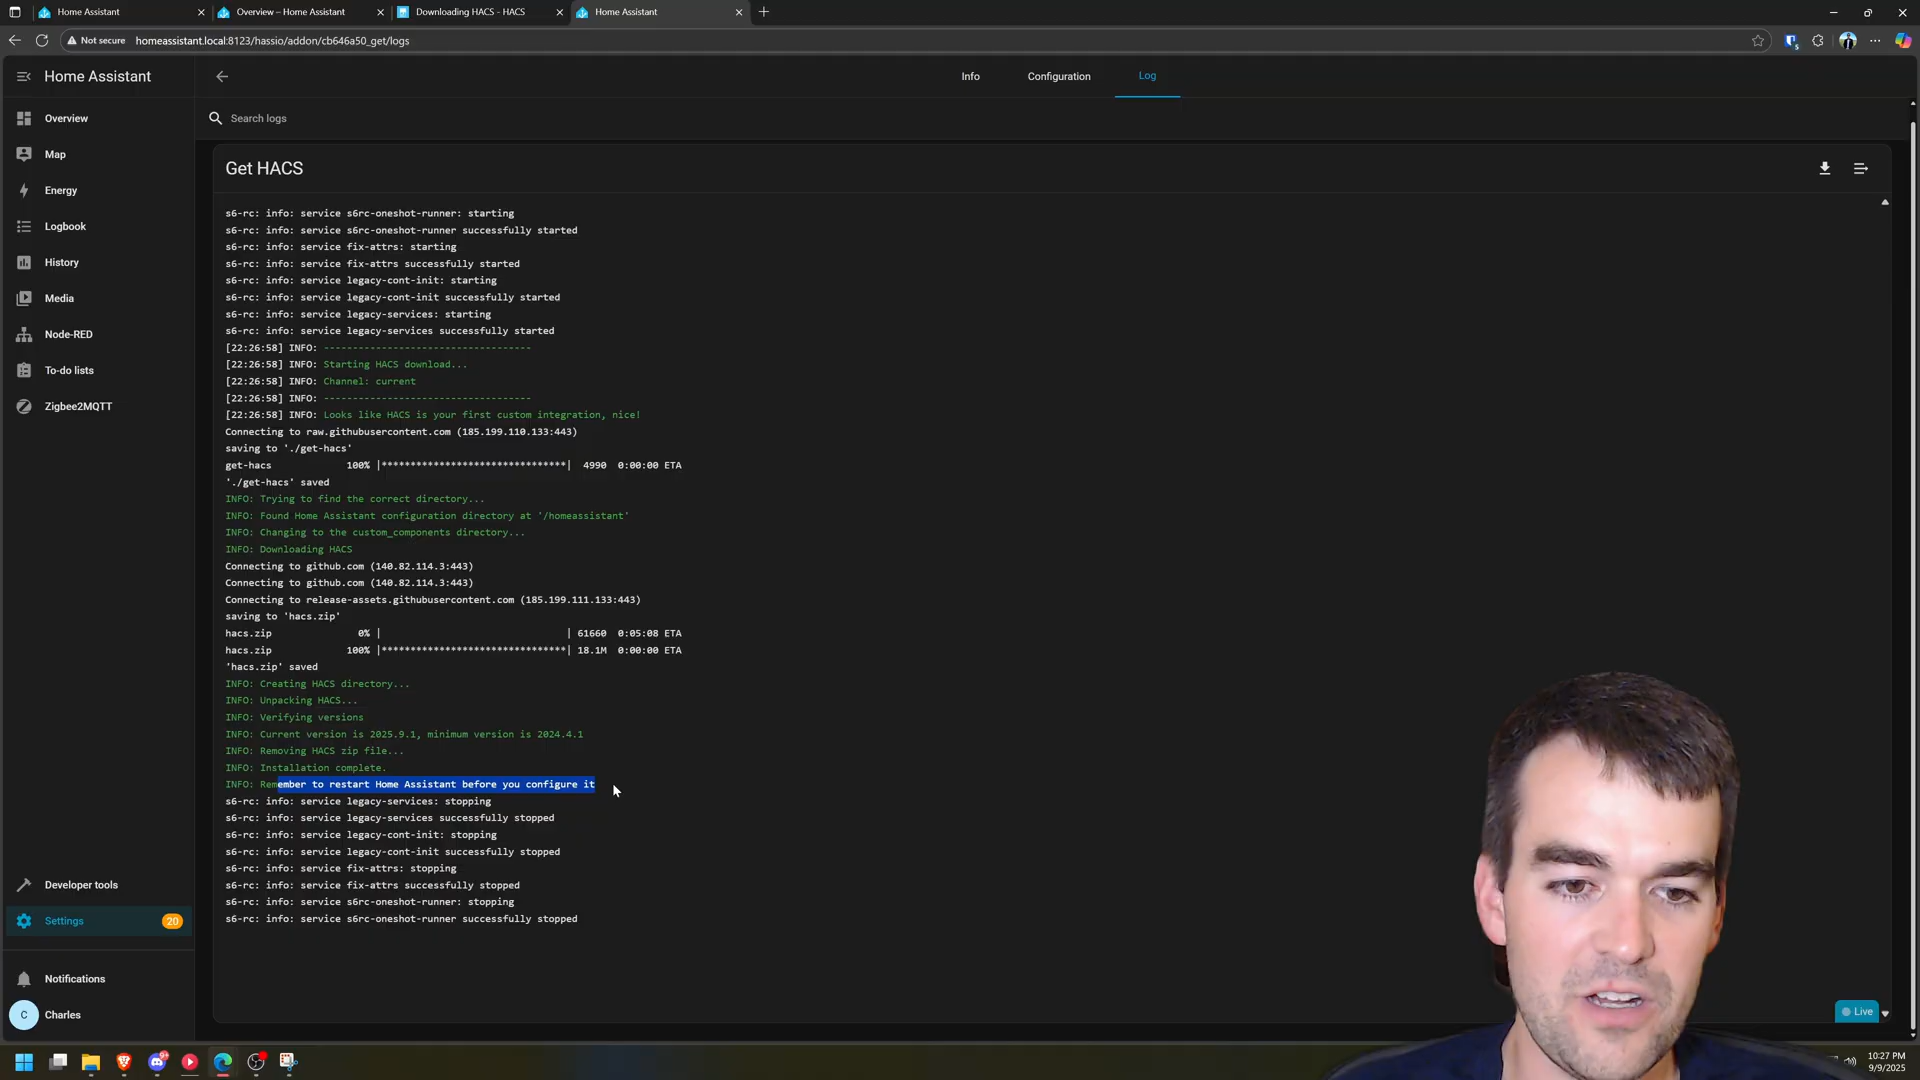 Home Assistant
Overview – Home Assistant
Downloading HACS - HACS
Home Assistant
Not secure
homeassistant.local:8123/hassio/addon/cb646a50_get/logs
Home Assistant
Info
Configuration
Log
Overview
Map
Energy
Logbook
History
Media
Node-RED
To-do lists
Zigbee2MQTT
Search logs
Get HACS
s6-rc: info: service s6rc-oneshot-runner: starting
s6-rc: info: service s6rc-oneshot-runner successfully started
s6-rc: info: service fix-attrs: starting
s6-rc: info: service fix-attrs successfully started
s6-rc: info: service legacy-cont-init: starting
s6-rc: info: service legacy-cont-init successfully started
s6-rc: info: service legacy-services: starting
s6-rc: info: service legacy-services successfully started
[22:26:58] INFO: ------------------------------------
[22:26:58] INFO: Starting HACS download...
[22:26:58] INFO: Channel: current
[22:26:58] INFO: ------------------------------------
[22:26:58] INFO: Looks like HACS is your first custom integration, nice!
Connecting to raw.githubusercontent.com (185.199.110.133:443)
saving to './get-hacs'
get-hacs 100% |********************************| 4990 0:00:00 ETA
'./get-hacs' saved
INFO: Trying to find the correct directory...
INFO: Found Home Assistant configuration directory at '/homeassistant'
INFO: Changing to the custom_components directory...
INFO: Downloading HACS
Connecting to github.com (140.82.114.3:443)
Connecting to github.com (140.82.114.3:443)
Connecting to release-assets.githubusercontent.com (185.199.111.133:443)
saving to 'hacs.zip'
hacs.zip 0% | | 61660 0:05:08 ETA
hacs.zip 100% |********************************| 18.1M 0:00:00 ETA
'hacs.zip' saved
INFO: Creating HACS directory...
INFO: Unpacking HACS...
INFO: Verifying versions
INFO: Current version is 2025.9.1, minimum version is 2024.4.1
INFO: Removing HACS zip file...
INFO: Installation complete.
INFO: Remember to restart Home Assistant before you configure it
s6-rc: info: service legacy-services: stopping
s6-rc: info: service legacy-services successfully stopped
s6-rc: info: service legacy-cont-init: stopping
s6-rc: info: service legacy-cont-init successfully stopped
s6-rc: info: service fix-attrs: stopping
s6-rc: info: service fix-attrs successfully stopped
s6-rc: info: service s6rc-oneshot-runner: stopping
s6-rc: info: service s6rc-oneshot-runner successfully stopped
Developer tools
Settings
20
Notifications
C
Charles
Live
10:27 PM
9/9/2025